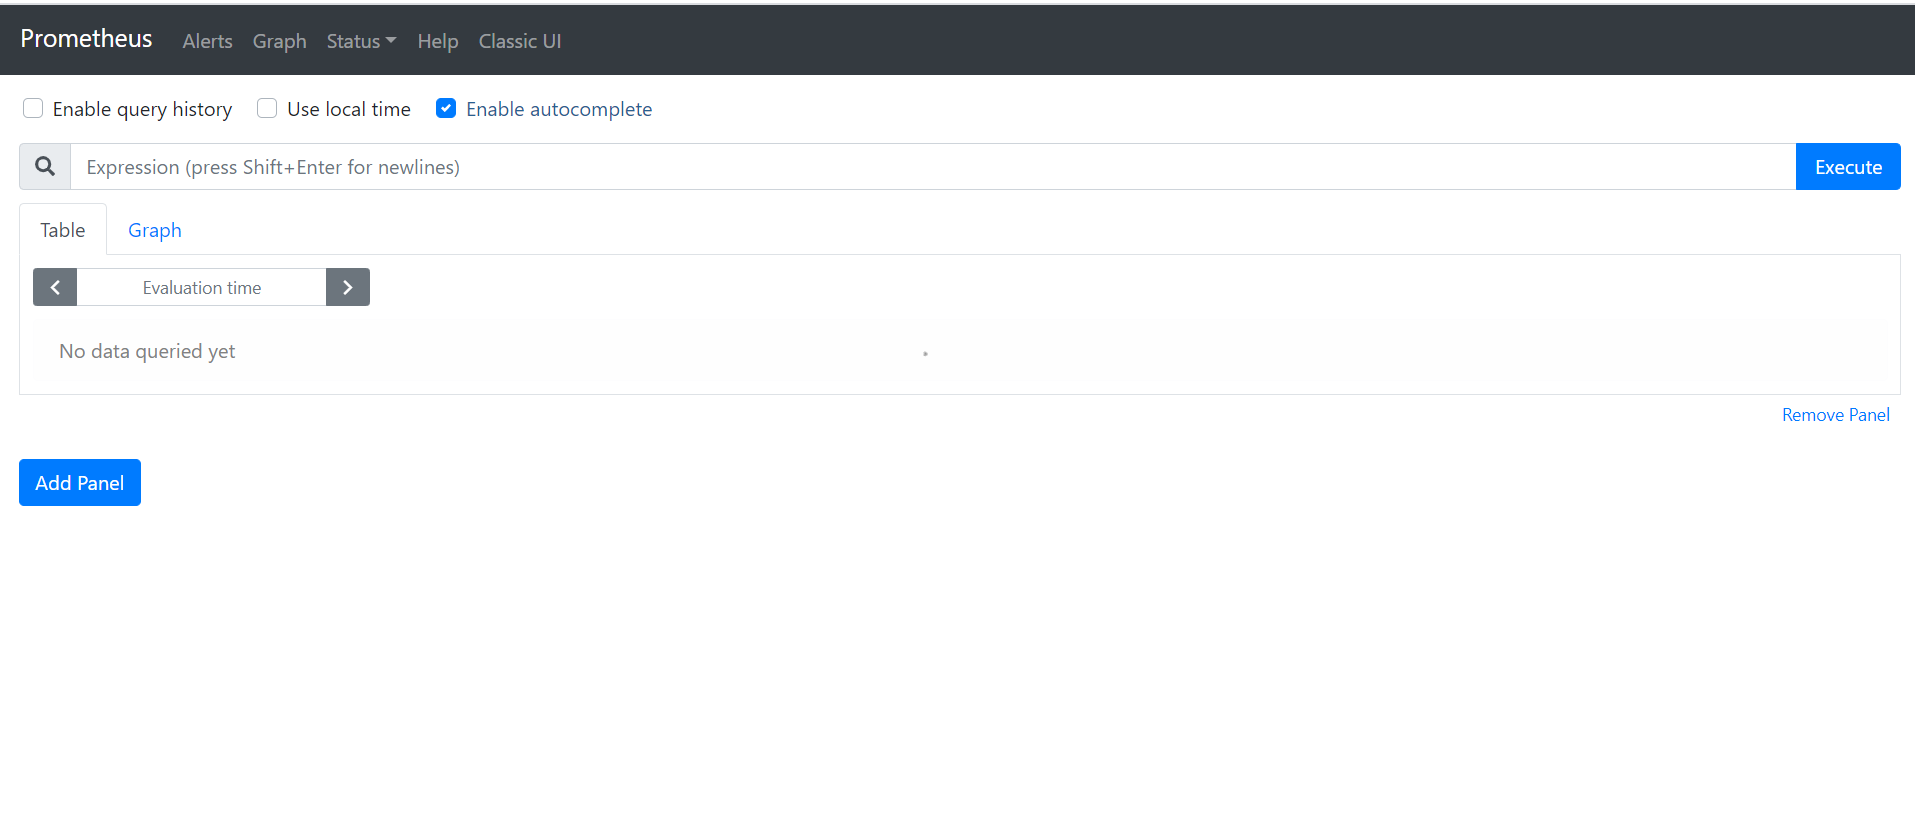 Prometheus Alerts Graph Status Help Classic UI
Enable query history Use local time Enable autocomplete
Expression (press Shift+Enter for newlines) Execute
Table Graph
Evaluation time
No data queried yet
Remove Panel
Add Panel